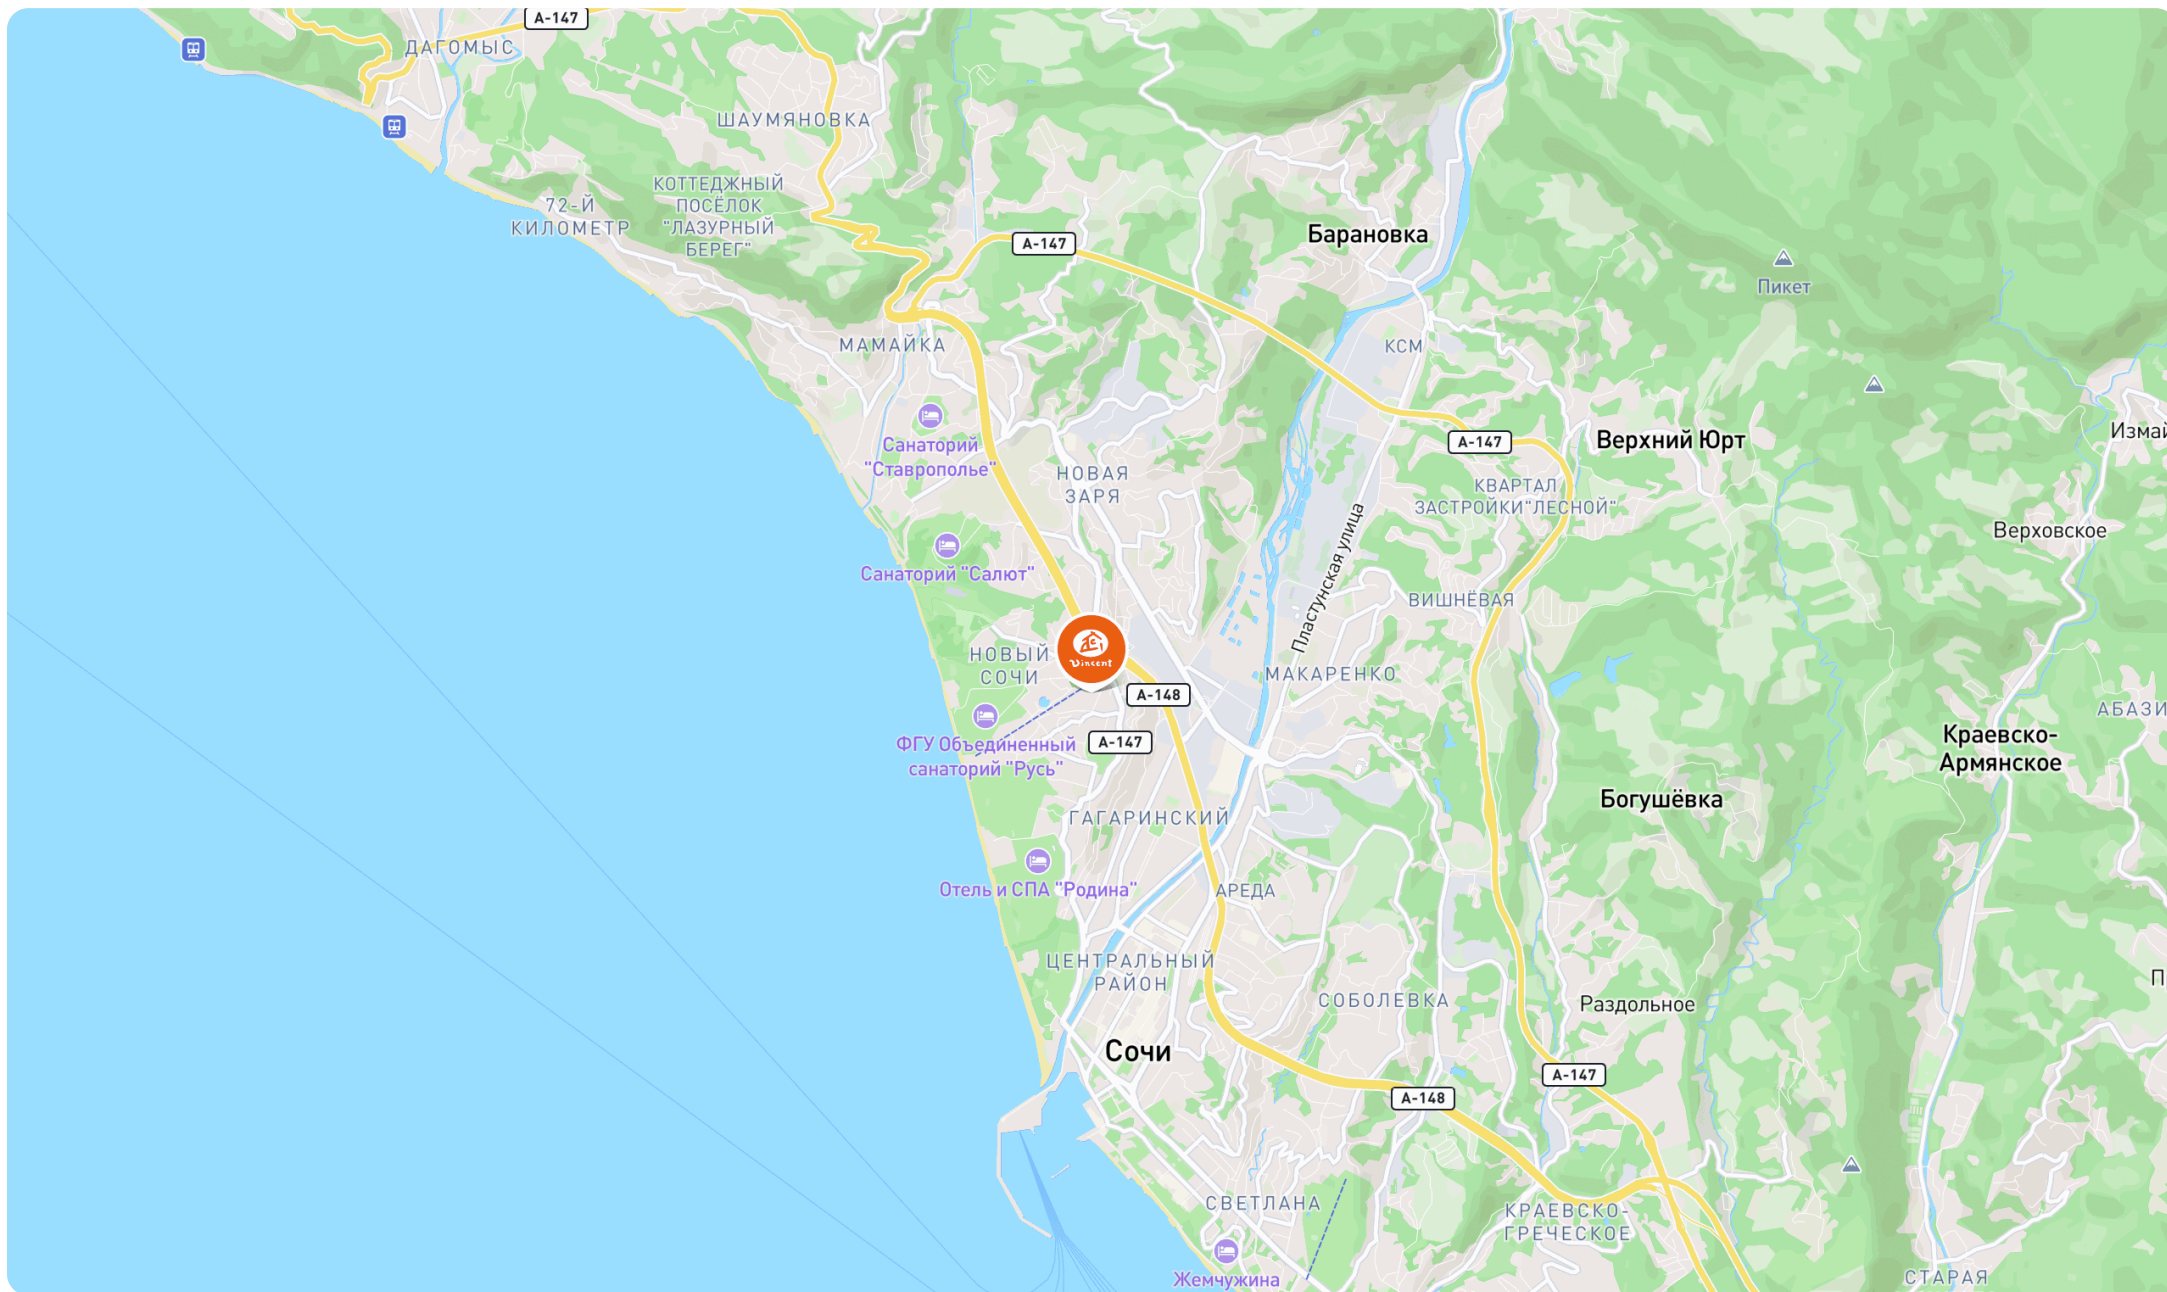 А-147
ДАГОМЫС
ШАУМЯНОВКА
КОТТЕДЖНЫЙ
ПОСЁЛОК
"ЛАЗУРНЫЙ
БЕРЕГ"
72-Й
КИЛОМЕТР
А-147
Барановка
Пикет
МАМАЙКА
КСМ
Санаторий
"Ставрополье"
НОВАЯ
ЗАРЯ
А-147
Верхний Юрт
Измай
КВАРТАЛ
ЗАСТРОЙКИ"ЛЕСНОЙ"
Верховское
Пластунская улица
Санаторий "Салют"
ВИШНЁВАЯ
Vincent
НОВЫЙ
СОЧИ
МАКАРЕНКО
А-148
АБАЗИ
ФГУ Объединенный
санаторий "Русь"
А-147
Краевско-
Армянское
Богушёвка
ГАГАРИНСКИЙ
Отель и СПА "Родина"
АРЕДА
ЦЕНТРАЛЬНЫЙ
РАЙОН
П
СОБОЛЕВКА
Раздольное
Сочи
А-147
А-148
СВЕТЛАНА
КРАЕВСКО-
ГРЕЧЕСКОЕ
Жемчужина
СТАРАЯ